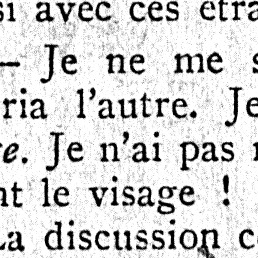 si avec ces étra
— Je ne me s
ria l'autre. Je
re. Je n'ai pas
nt le visage !
La discussion c